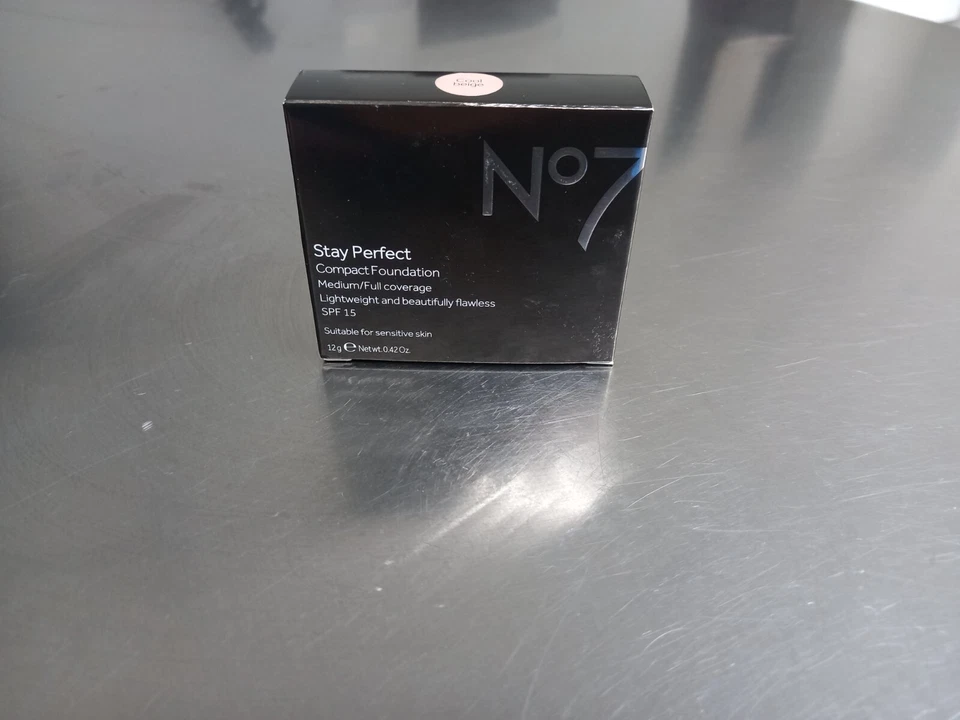 Cool
beige
No7
Stay Perfect
Compact Foundation
Medium/Full coverage
Lightweight and beautifully flawless
SPF 15
Suitable for sensitive skin
12g ℮ Net wt. 0.42 Oz.